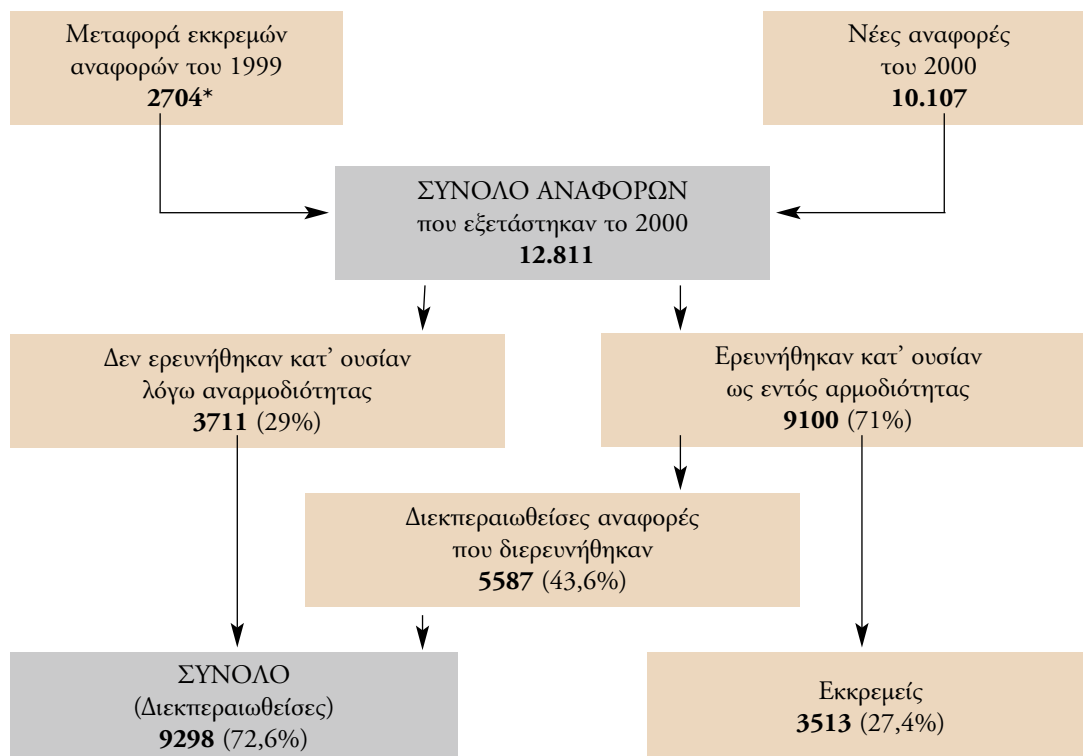 Μεταφορά εκκρεμών
αναφορών του 1999
2704*
Νέες αναφορές
του 2000
10.107
ΣΥΝΟΛΟ ΑΝΑΦΟΡΩΝ
που εξετάστηκαν το 2000
12.811
Δεν ερευνήθηκαν κατ’ ουσίαν
λόγω αναρμοδιότητας
3711 (29%)
Ερευνήθηκαν κατ’ ουσίαν
ως εντός αρμοδιότητας
9100 (71%)
Διεκπεραιωθείσες αναφορές
που διερευνήθηκαν
5587 (43,6%)
ΣΥΝΟΛΟ
(Διεκπεραιωθείσες)
9298 (72,6%)
Εκκρεμείς
3513 (27,4%)